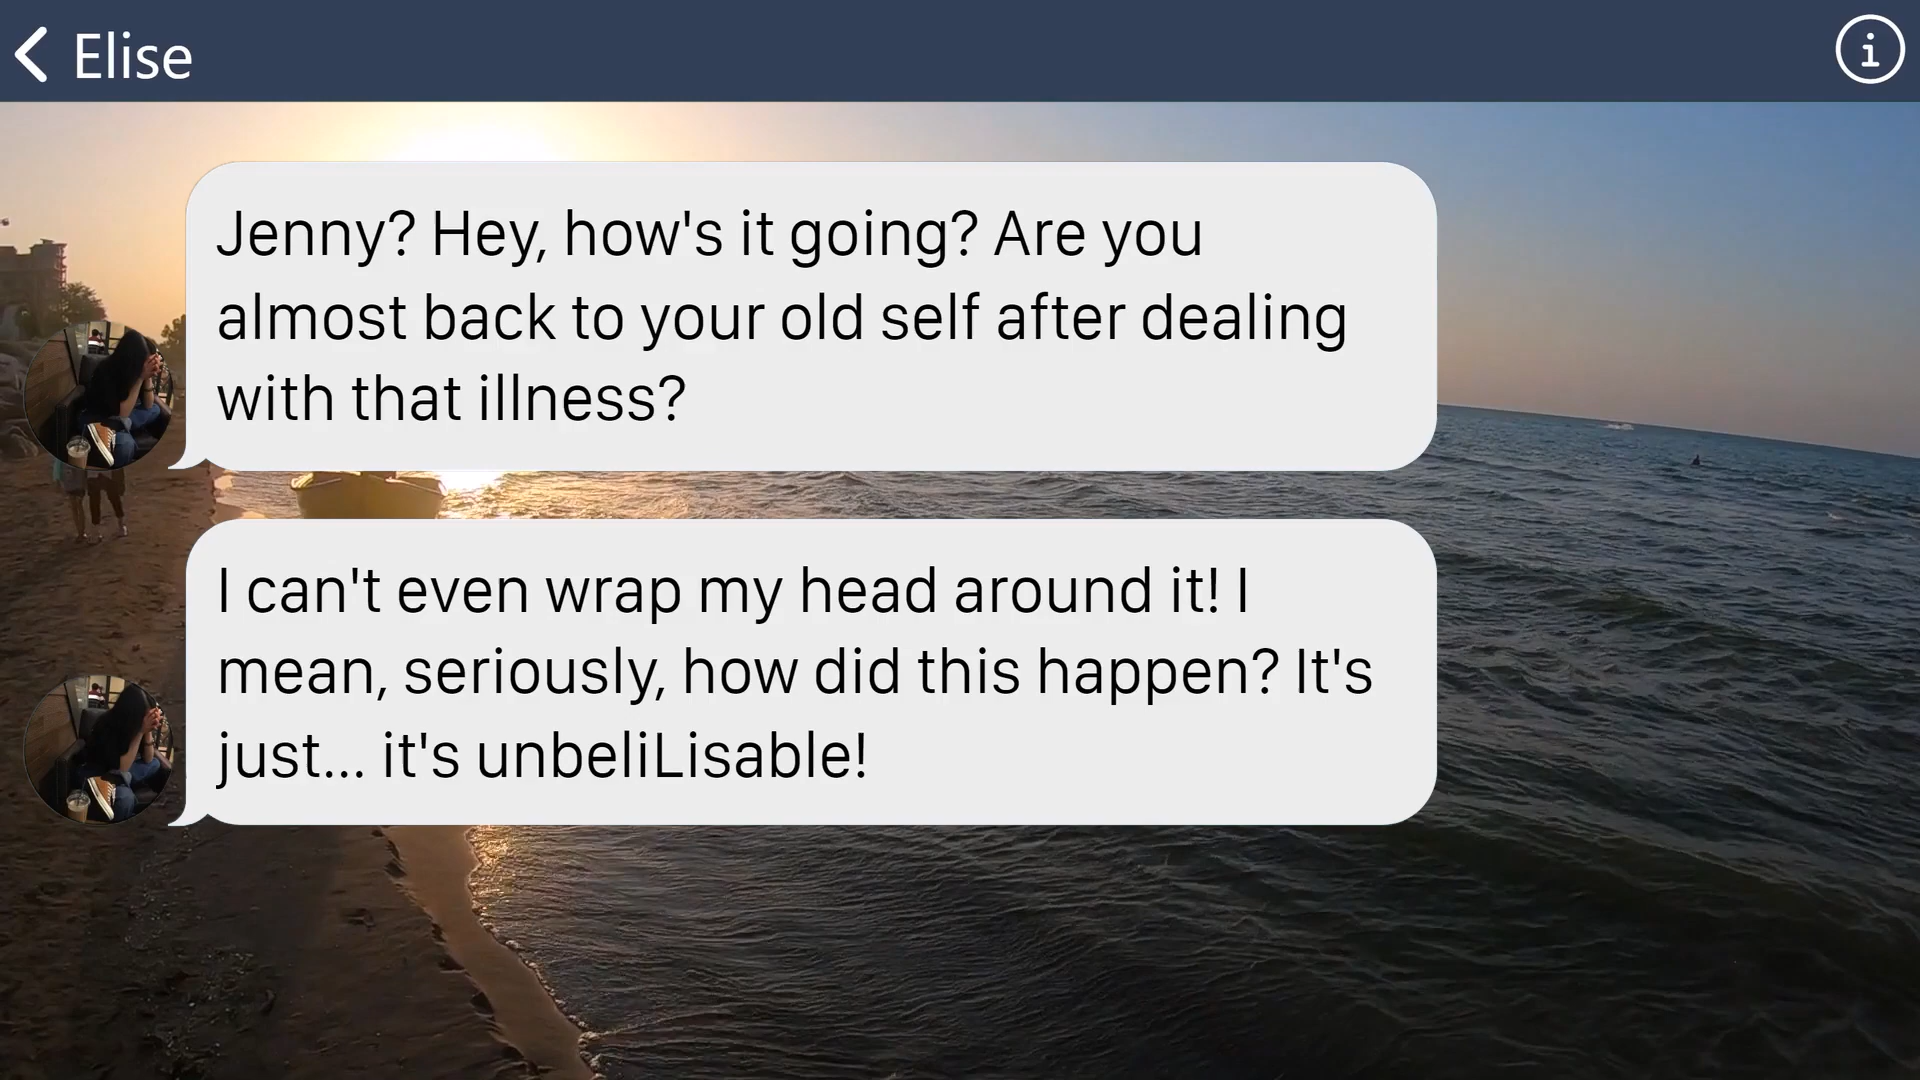 Elise
Jenny? Hey, how's it going? Are you
almost back to your old self after dealing
with that illness?
I can't even wrap my head around it! I
mean, seriously, how did this happen? It's
just... it's unbeliLisable!